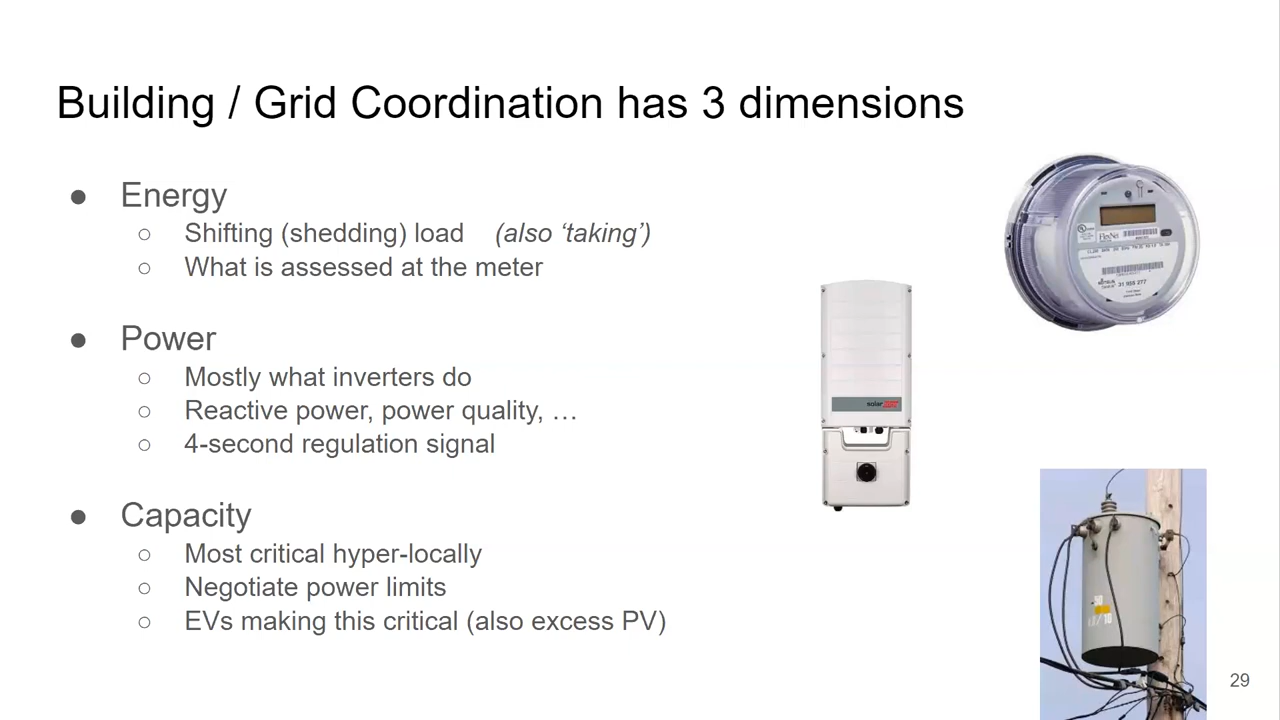 Building / Grid Coordination has 3 dimensions
● Energy
○ Shifting (shedding) load (also ‘taking’)
○ What is assessed at the meter
● Power
○ Mostly what inverters do
○ Reactive power, power quality, …
○ 4-second regulation signal
● Capacity
○ Most critical hyper-locally
○ Negotiate power limits
○ EVs making this critical (also excess PV)
solar
29